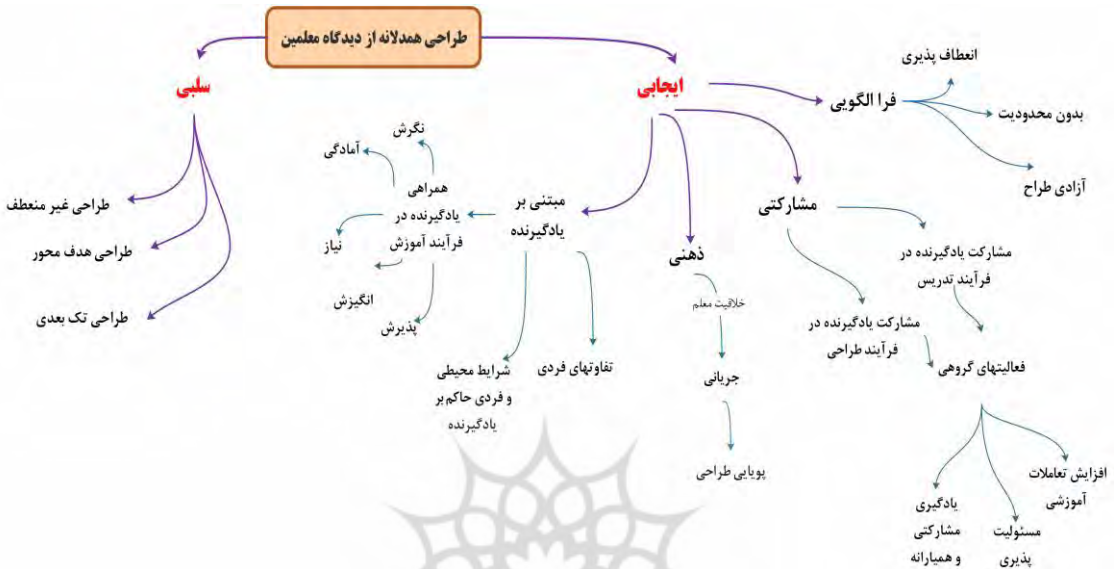 طراحی همدلانه از دیدگاه معلمین
ایجابی
سلبی
فرا الگویی
انعطاف پذیری
بدون محدودیت
آزادی طراح
مشارکتی
مشارکت یادگیرنده در
فرآیند تدریس
مشارکت یادگیرنده در
فرآیند طراحی
فعالیتهای گروهی
افزایش تعاملات
آموزشی
مسئولیت
پذیری
یادگیری
مشارکتی
و همیارانه
ذهنی
خلاقیت معلم
جریانی
پویایی طراحی
مبتنی بر
یادگیرنده
تفاوتهای فردی
شرایط محیطی
و فردی حاکم بر
یادگیرنده
همراهی
یادگیرنده در
فرآیند آموزش
نگرش
آمادگی
نیاز
انگیزش
پذیرش
طراحی غیر منعطف
طراحی هدف محور
طراحی تک بعدی